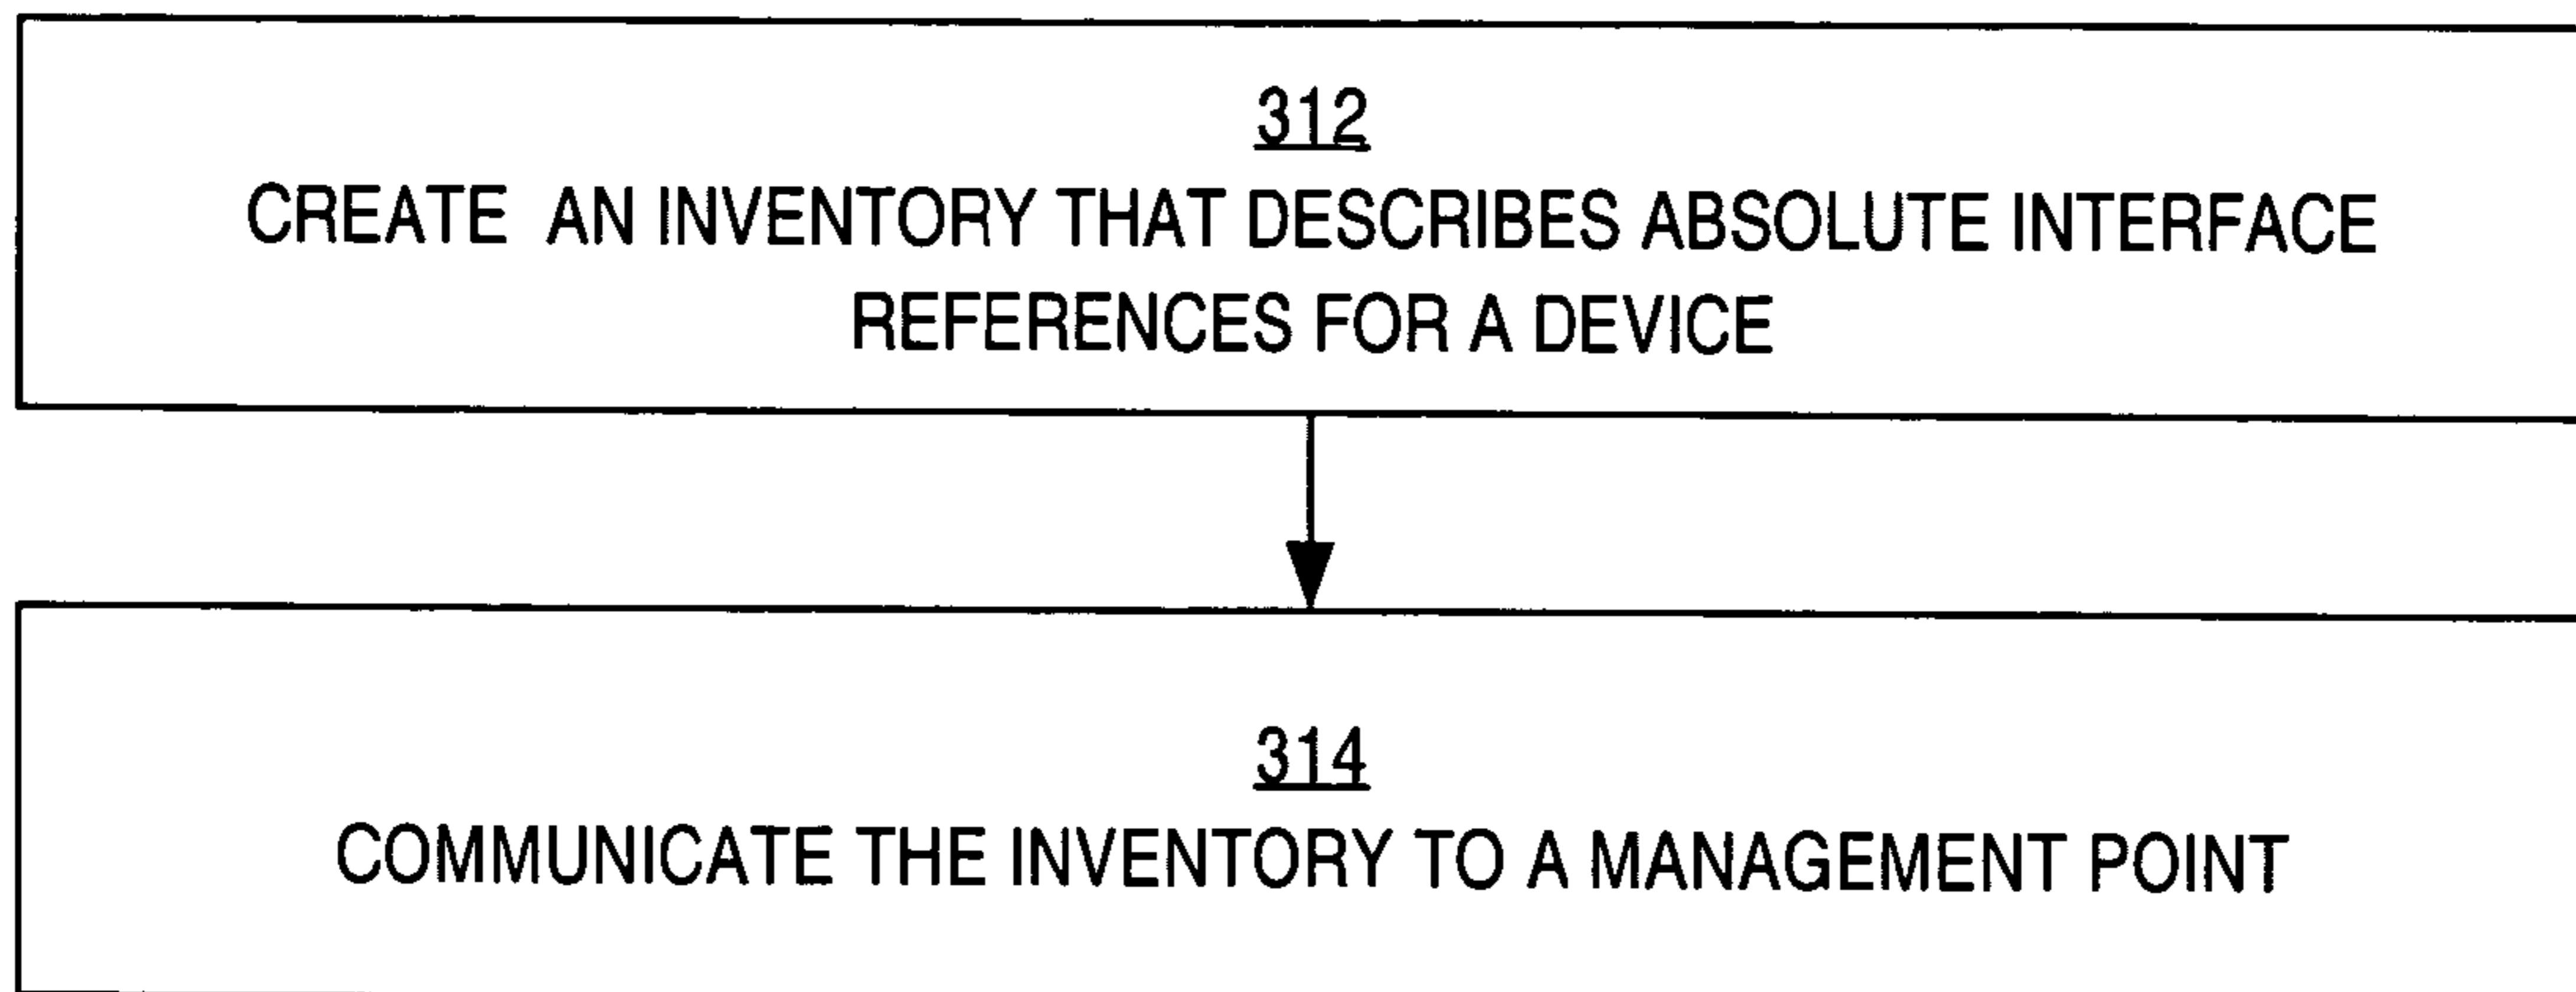 312
CREATE AN INVENTORY THAT DESCRIBES ABSOLUTE INTERFACE
REFERENCES FOR A DEVICE
314
COMMUNICATE THE INVENTORY TO A MANAGEMENT POINT